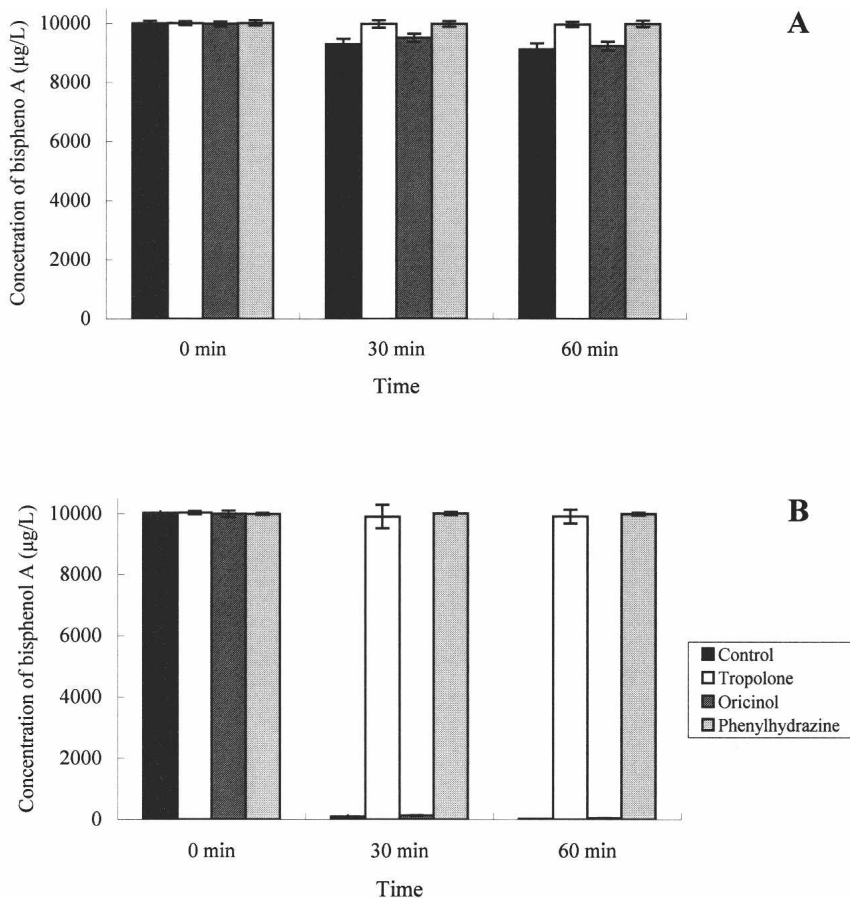 A
Concetration of bispheno A (µg/L)
10000
8000
6000
4000
2000
0
0 min
30 min
60 min
Time
B
Concentration of bisphenol A (µg/L)
10000
8000
6000
4000
2000
0
0 min
30 min
60 min
Time
Control
Tropolone
Oricinol
Phenylhydrazine